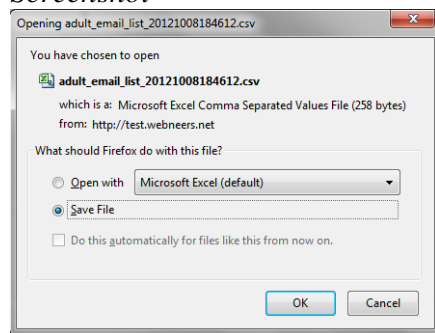 Screenshot
Opening adult_email_list_20121008184612.csv
You have chosen to open
adult_email_list_20121008184612.csv
which is a: Microsoft Excel Comma Separated Values File (258 bytes)
from: http://test.webneers.net
What should Firefox do with this file?
Open with Microsoft Excel (default)
Save File
Do this automatically for files like this from now on.
OK Cancel